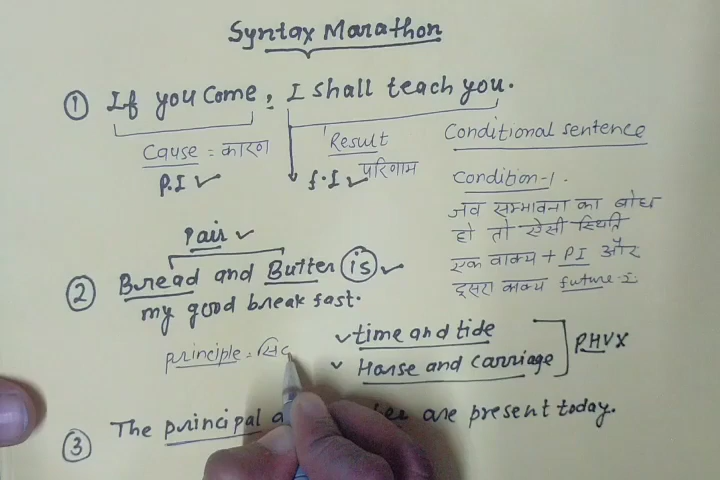 Syntax Marathon
① If you come, I shall teach you.
Cause = कारण
P.I ✓
Result
परिणाम
f.I ✓
Conditional sentence
Condition-1.
जब सम्भावना का बोध
हो तो ऐसी स्थिति
एक वाक्य + PI और
दूसरा वाक्य future-I
Pair ✓
② Bread and Butter is ✓
my good break fast.
✓ time and tide
✓ Horse and carriage
PHVX
principle = सिद
③ The principal are present today.